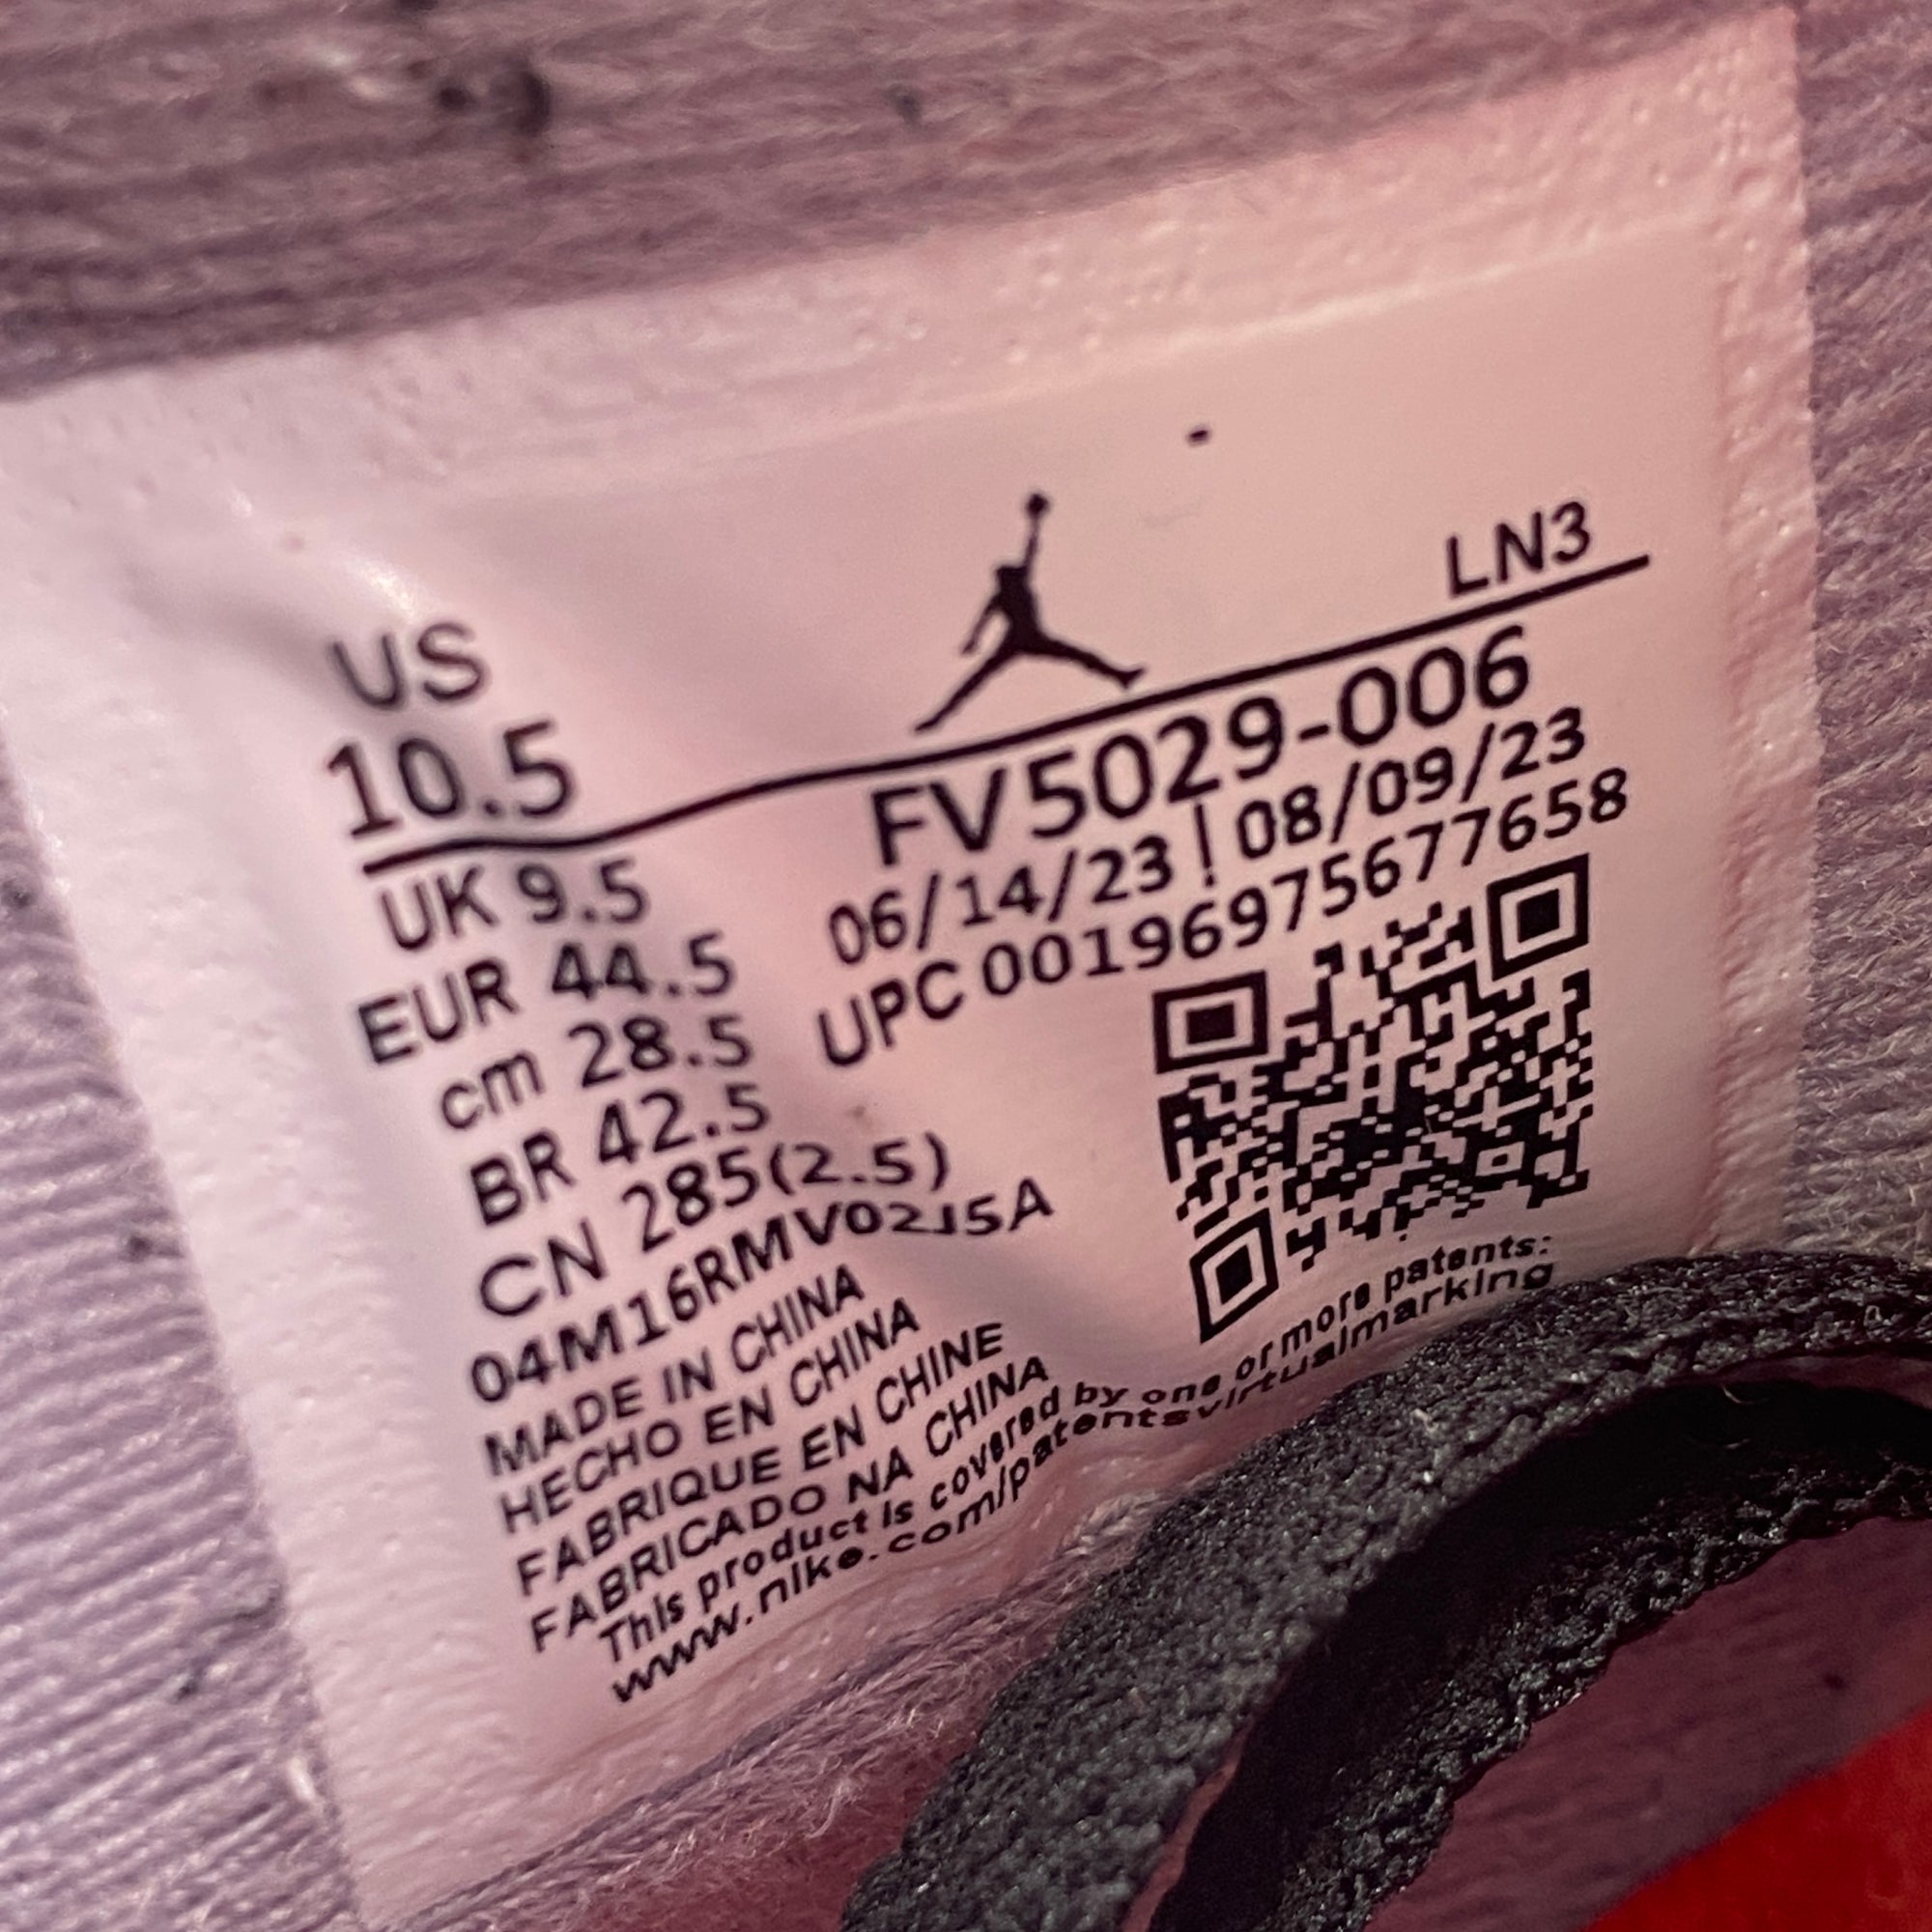 LN3
US
10.5
FV5029-006
06/14/23 | 08/09/23
UPC 00196975677658
UK 9.5
EUR 44.5
cm 28.5
BR 42.5
CN 285(2.5)
04M16RMV0215A
MADE IN CHINA
HECHO EN CHINA
FABRIQUE EN CHINE
FABRICADO NA CHINA
This product is covered by one or more patents:
www.nike.com/patentsvirtualmarking